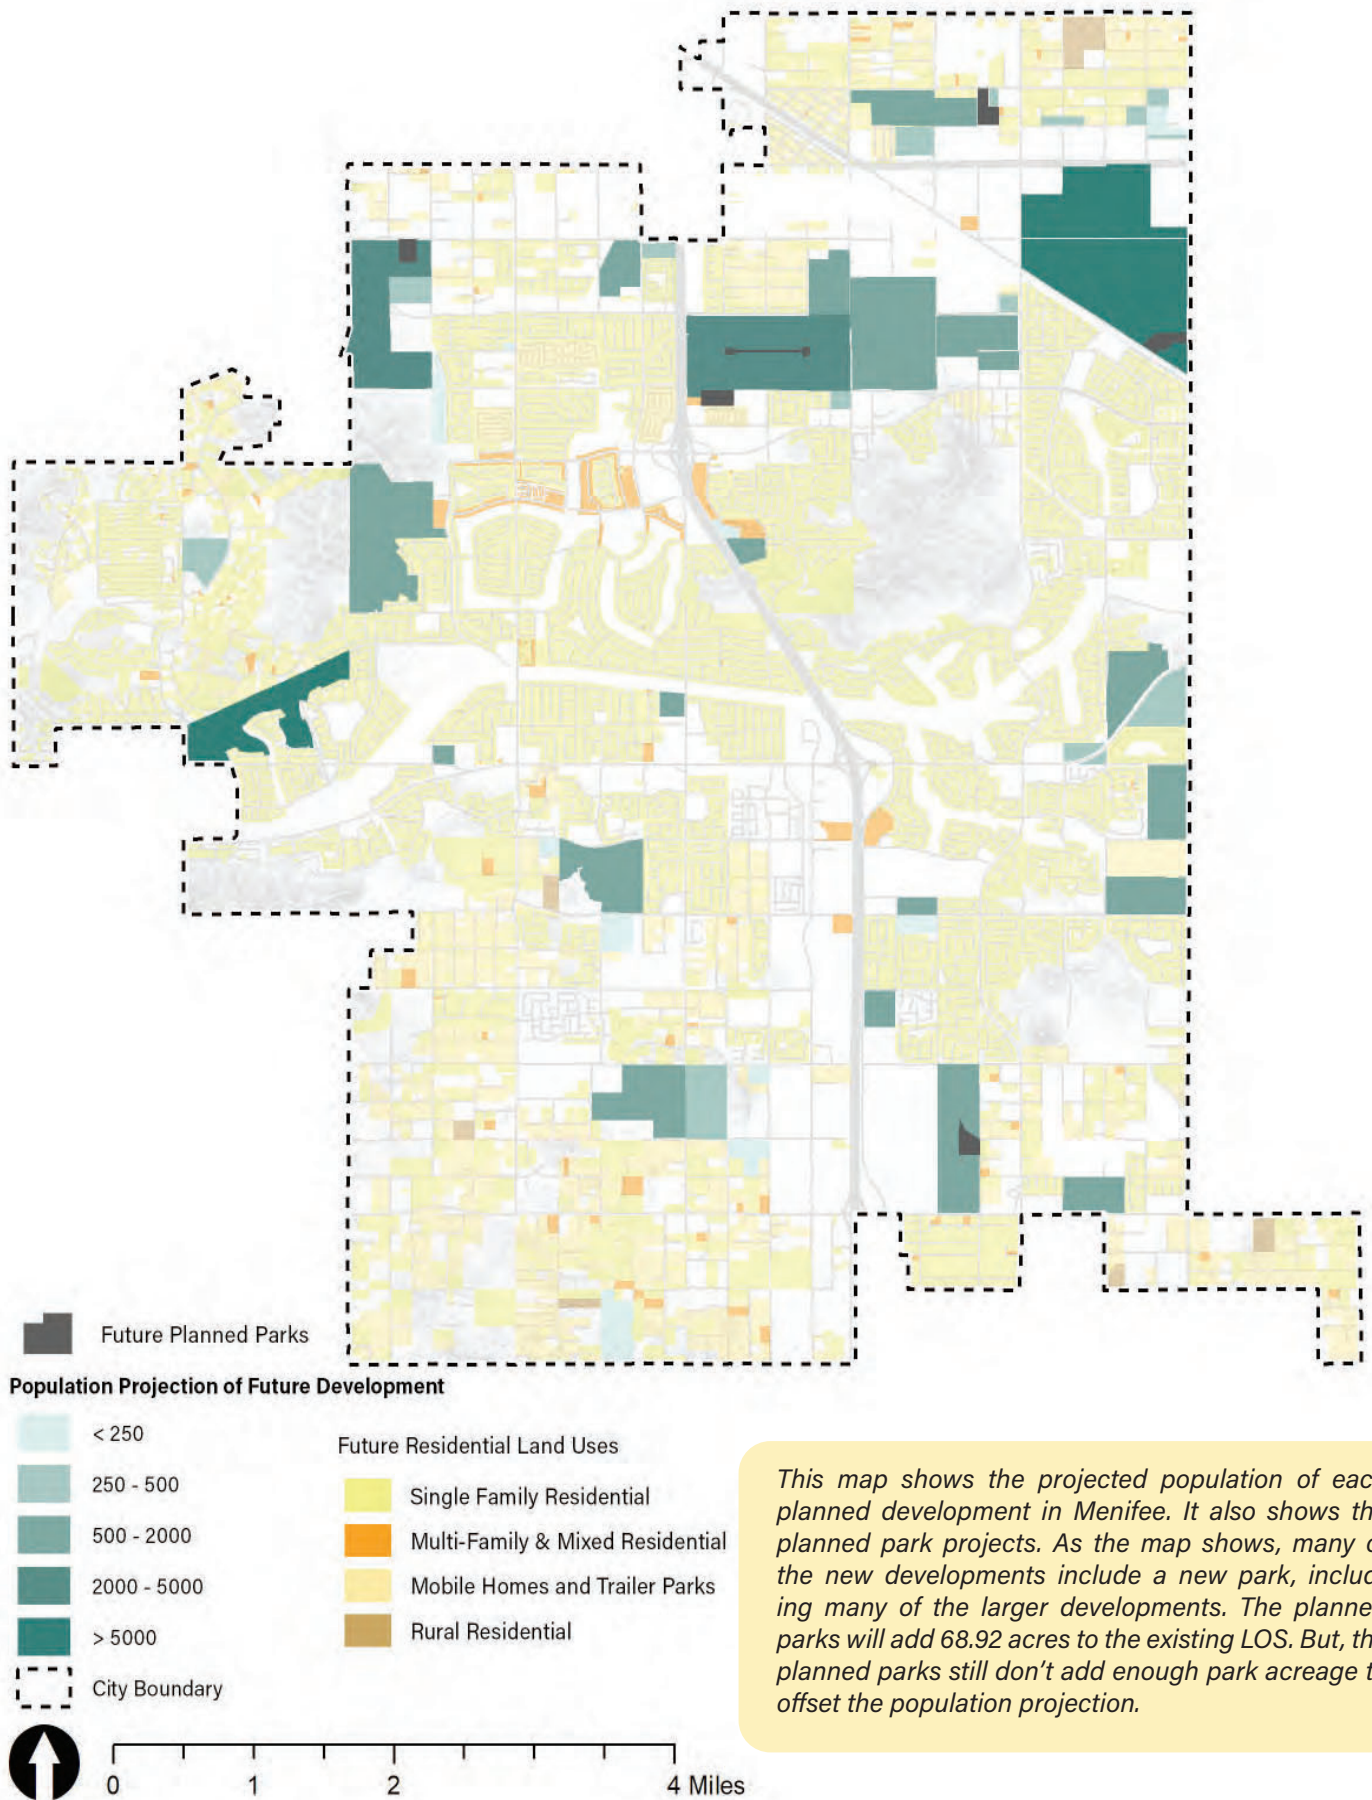 Future Planned Parks
Population Projection of Future Development
< 250
250 - 500
500 - 2000
2000 - 5000
> 5000
City Boundary
Future Residential Land Uses
Single Family Residential
Multi-Family & Mixed Residential
Mobile Homes and Trailer Parks
Rural Residential
0 1 2 4 Miles
This map shows the projected population of eac
planned development in Menifee. It also shows th
planned park projects. As the map shows, many o
the new developments include a new park, includ
ing many of the larger developments. The planne
parks will add 68.92 acres to the existing LOS. But, th
planned parks still don't add enough park acreage t
offset the population projection.